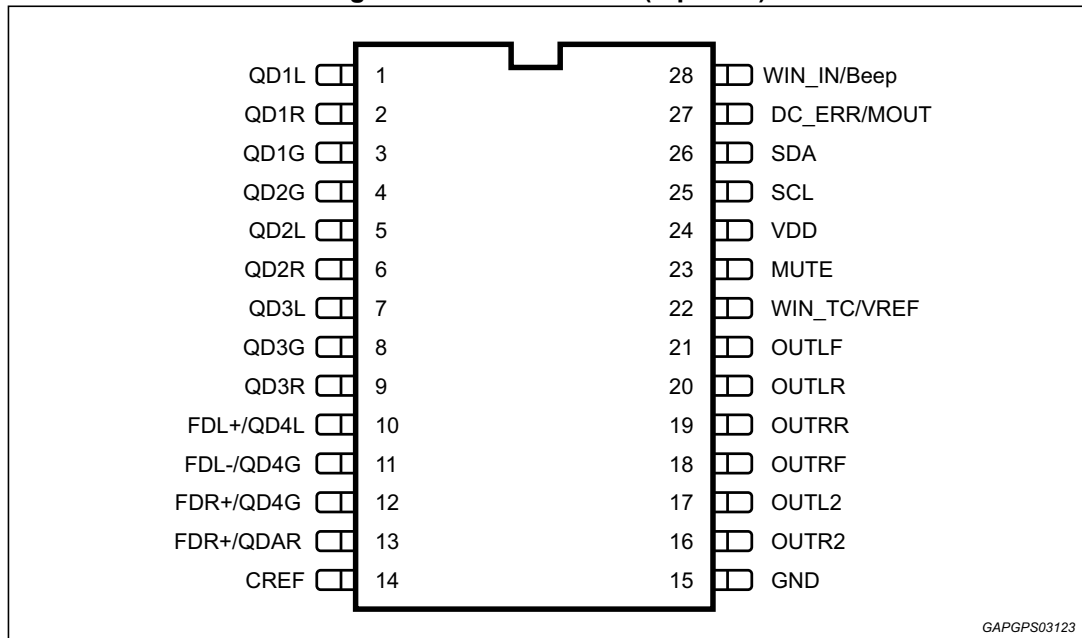 QD1L 1 28 WIN_IN/Beep
QD1R 2 27 DC_ERR/MOUT
QD1G 3 26 SDA
QD2G 4 25 SCL
QD2L 5 24 VDD
QD2R 6 23 MUTE
QD3L 7 22 WIN_TC/VREF
QD3G 8 21 OUTLF
QD3R 9 20 OUTLR
FDL+/QD4L 10 19 OUTRR
FDL-/QD4G 11 18 OUTRF
FDR+/QD4G 12 17 OUTL2
FDR+/QDAR 13 16 OUTR2
CREF 14 15 GND
GAPGPS03123